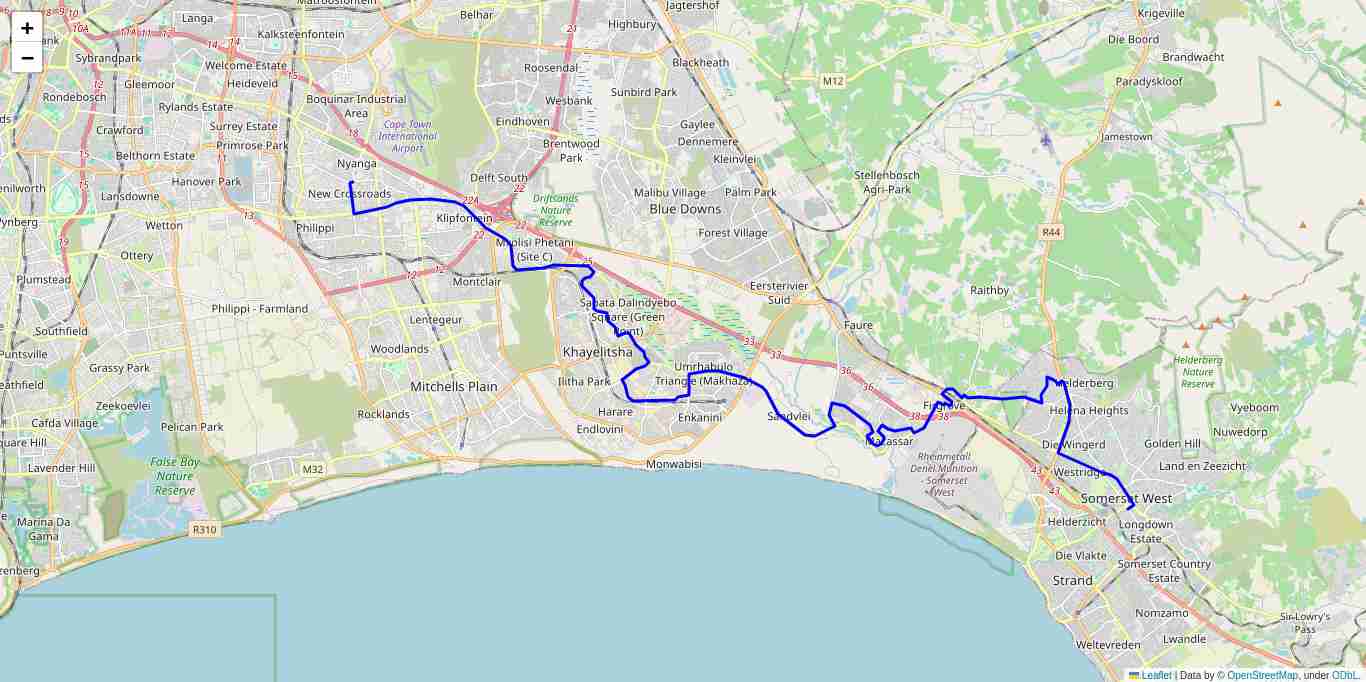 +
−
Matroosfontein
Jagtershof
Langa
Belhar
Highbury
Krigeville
Kalksteenfontein
Die Boord
Sybrandpark
Brandwacht
Welcome Estate
Roosendal
Blackheath
Gleemoor
Heideveld
M12
Paradyskloof
Rondebosch
Boquinar Industrial
Area
Wesbank
Sunbird Park
Rylands Estate
Crawford
Surrey Estate
Cape Town
International
Airport
Eindhoven
Gaylee
Primrose Park
Brentwood
Park
Dennemere
Jamestown
Belthorn Estate
Nyanga
Kleinvlei
Hanover Park
Delft South
Stellenbosch
Agri-Park
Lansdowne
New Crossroads
Malibu Village
Palm Park
Driftsands
Nature
Reserve
Blue Downs
Wetton
Philippi
Klipfontein
Forest Village
R44
Ottery
Mxolisi Phetani
(Site C)
Plumstead
Montclair
Eersterivier
Suid
Raithby
Philippi - Farmland
Sabata Dalindyebo
Square (Green
Point)
Lentegeur
Faure
Southfield
Woodlands
Khayelitsha
Grassy Park
Umrhabulo
Triangle (Makhaza)
Helderberg
Nature
Reserve
Ilitha Park
Mitchells Plain
Helderberg
Zeekoevlei
Harare
Enkanini
Sandvlei
Firgrove
Helena Heights
Vyeboom
Rocklands
Cafda Village
Pelican Park
Endlovini
Nuwedorp
Macassar
Die Wingerd
Golden Hill
Lavender Hill
False Bay
Nature
Reserve
M32
Monwabisi
Rheinmetall
Denel Munition
- Somerset
West
Westridge
Land en Zeezicht
Somerset West
Marina Da
Gama
R310
Helderzicht
Longdown
Estate
Die Vlakte
Somerset Country
Estate
Strand
Nomzamo
Sir Lowry's
Pass
Lwandle
Weltevreden
Leaflet | Data by © OpenStreetMap, under ODbL.